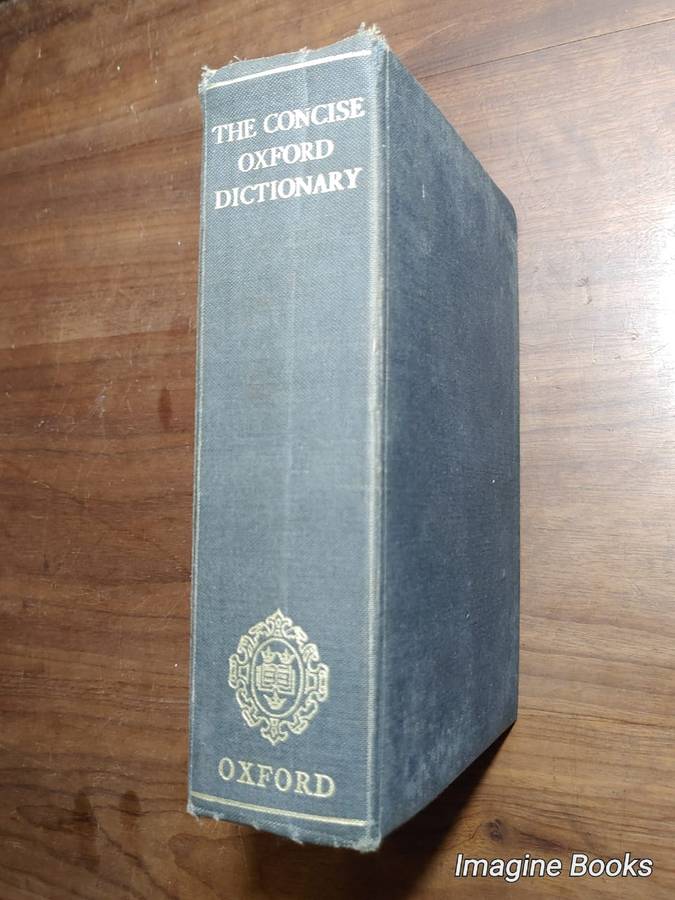 THE CONCISE
OXFORD
DICTIONARY
OXFORD
Imagine Books